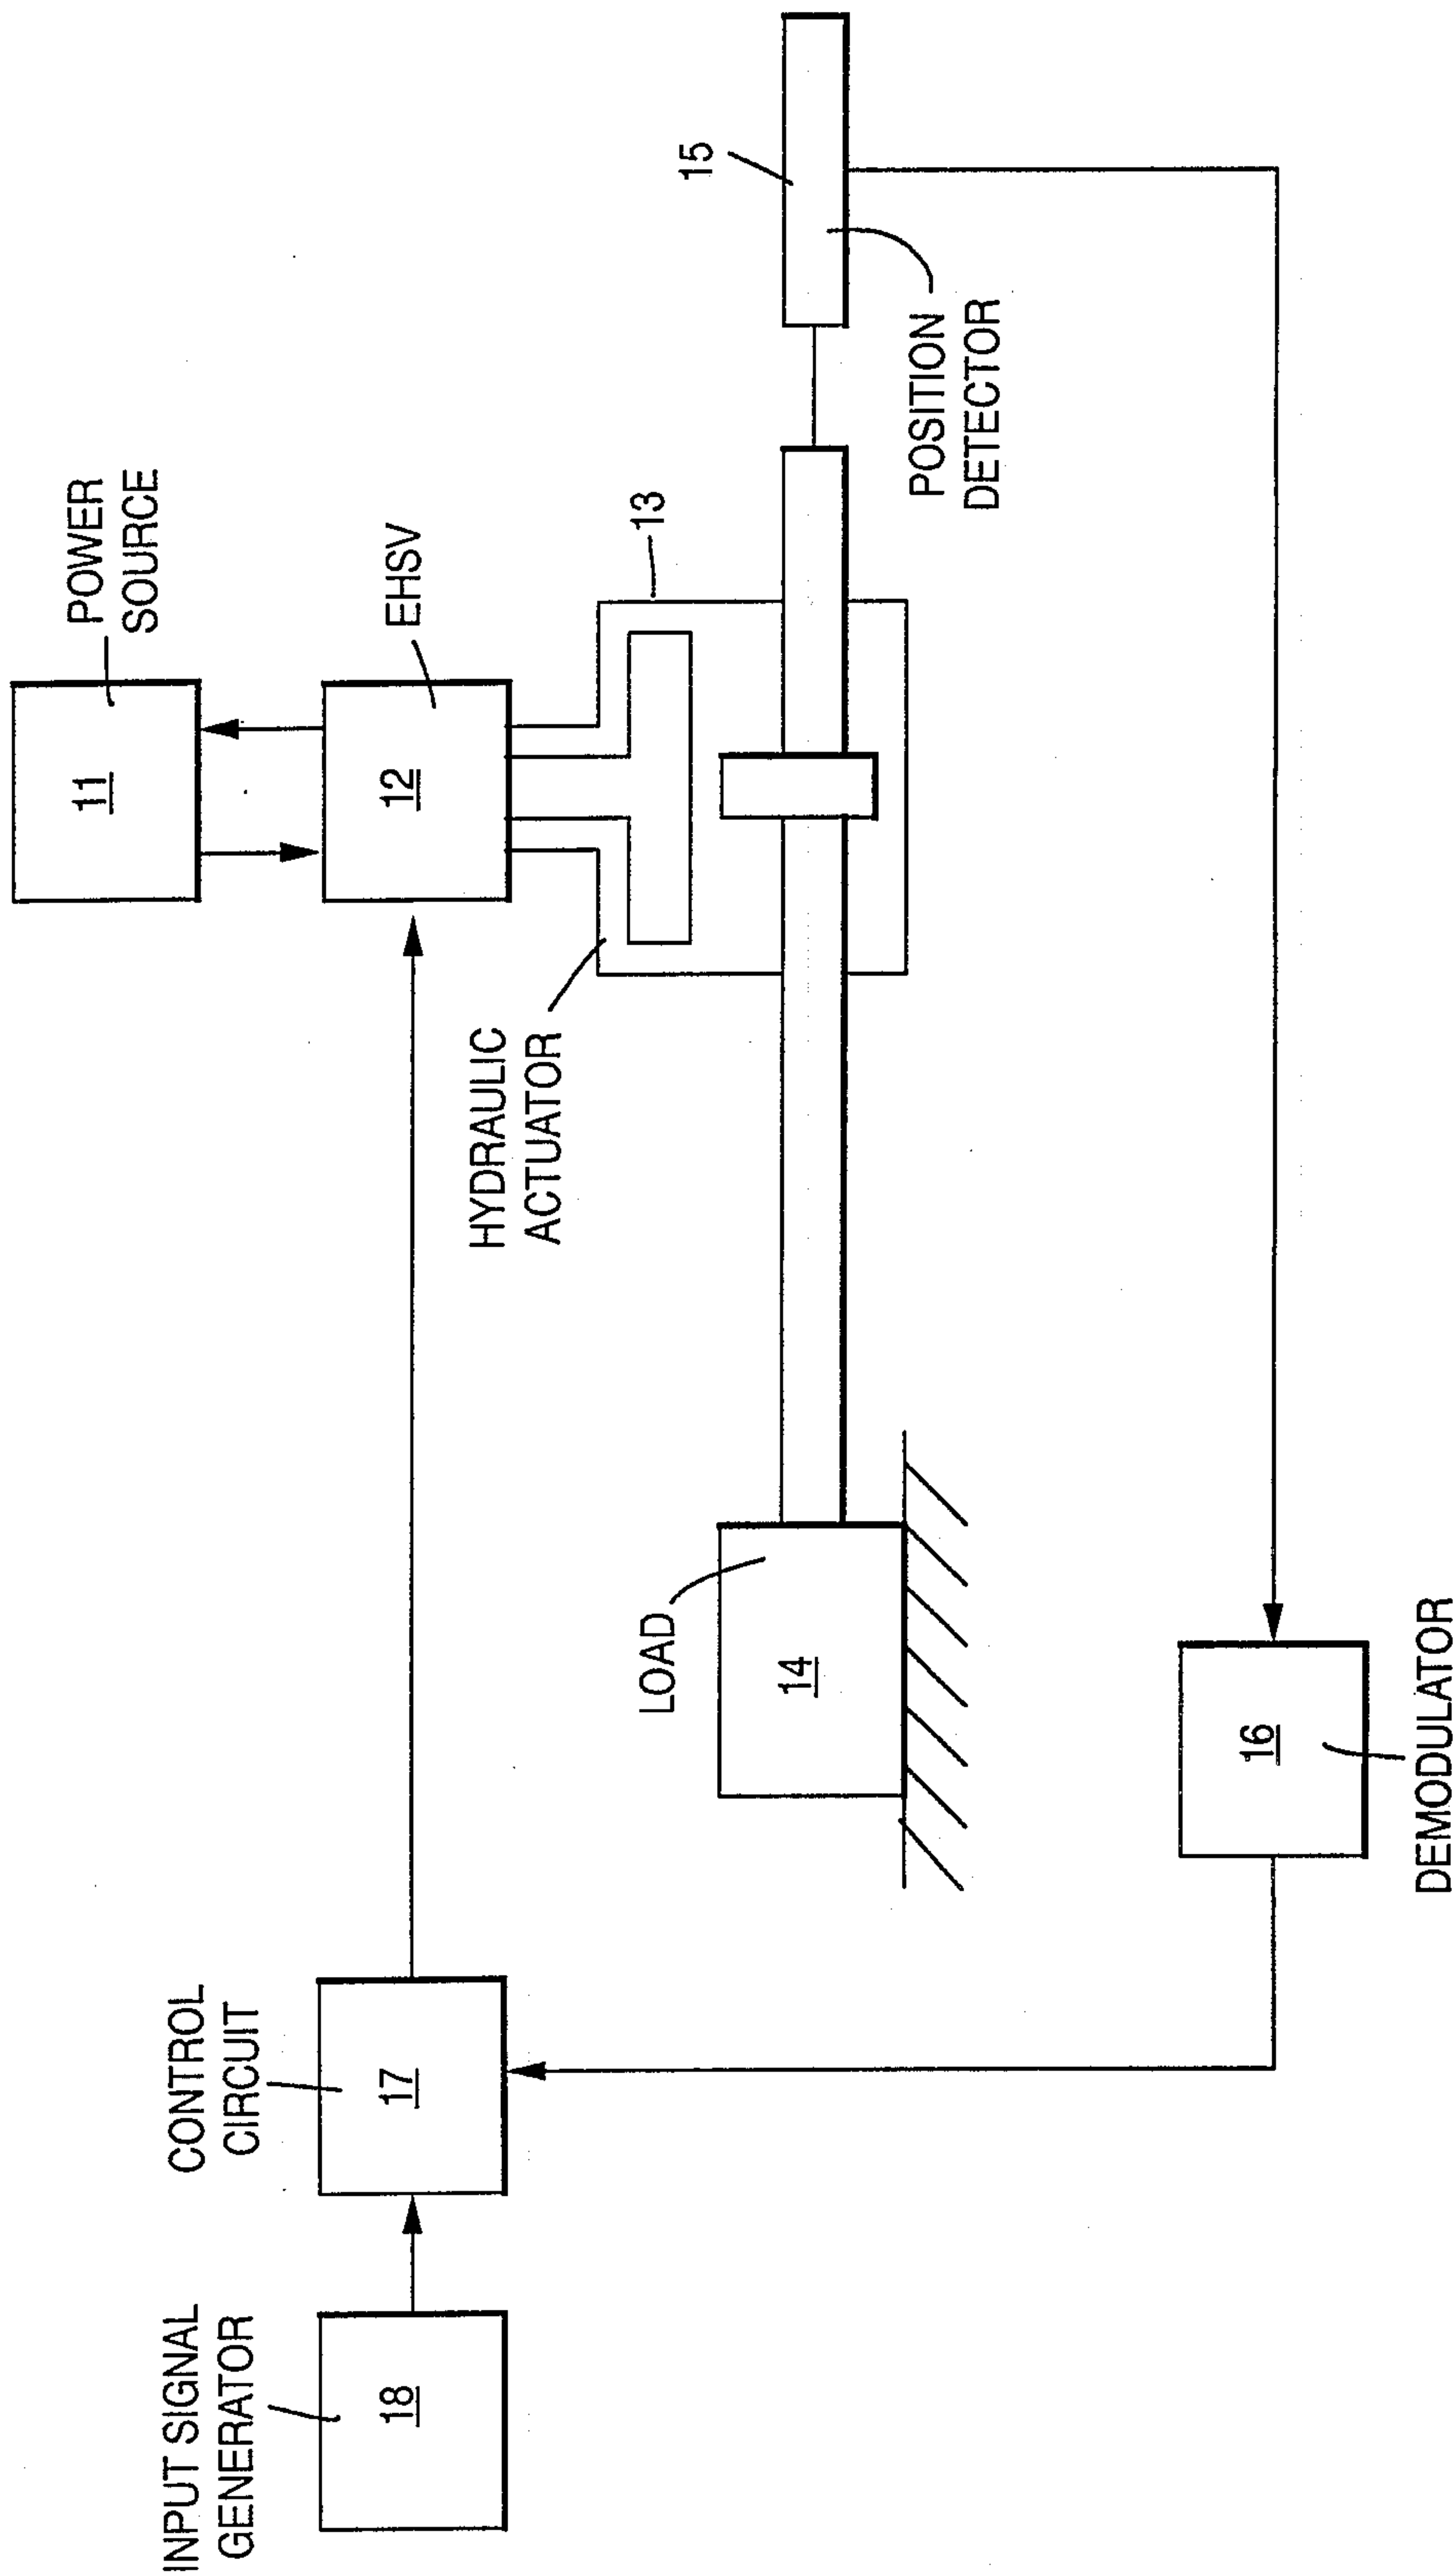 POWER
SOURCE
11
EHSV
12
13
HYDRAULIC
ACTUATOR
15
POSITION
DETECTOR
LOAD
14
CONTROL
CIRCUIT
17
INPUT SIGNAL
GENERATOR
18
16
DEMODULATOR